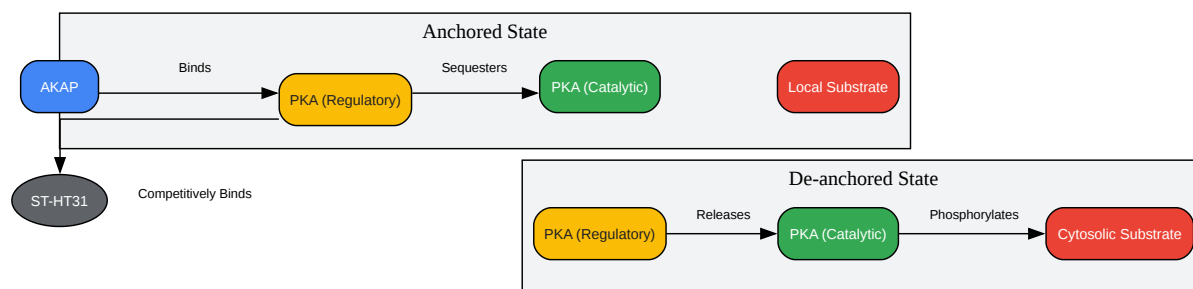 Anchored State
AKAP
Binds
PKA (Regulatory)
Sequesters
PKA (Catalytic)
Local Substrate
ST-HT31
Competitively Binds
De-anchored State
PKA (Regulatory)
Releases
PKA (Catalytic)
Phosphorylates
Cytosolic Substrate